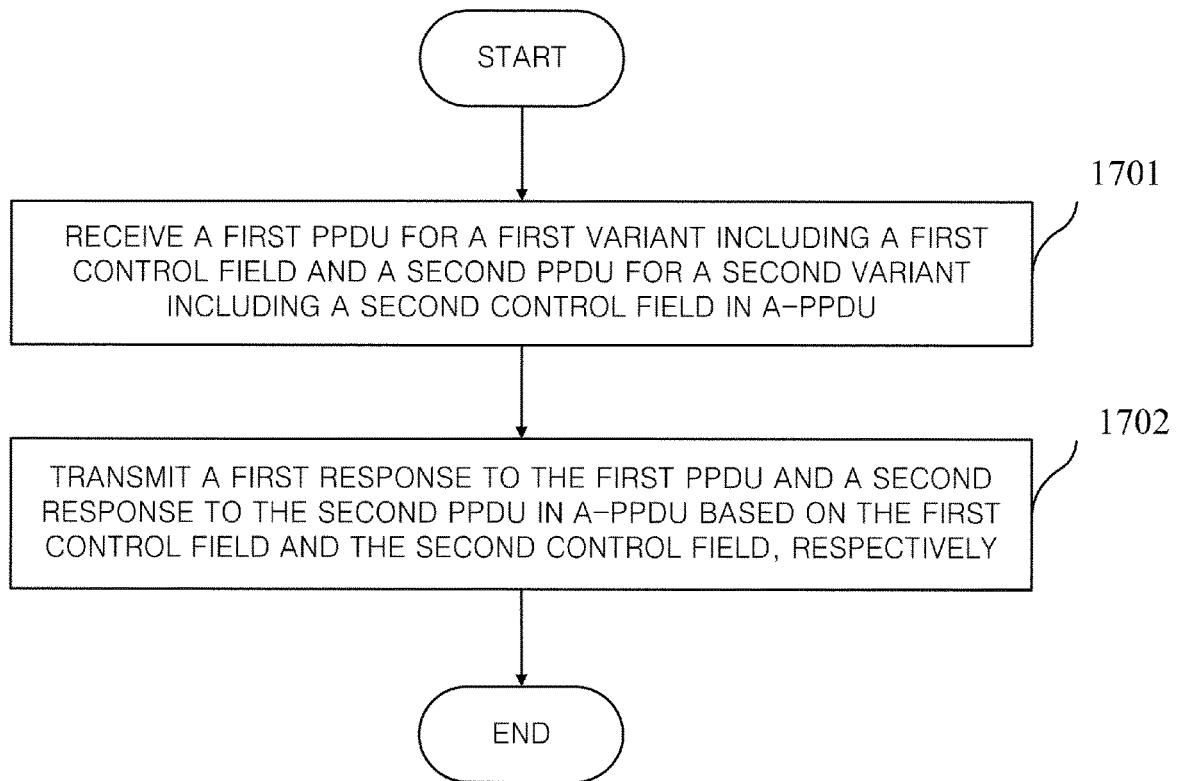 START
1701
RECEIVE A FIRST PPDU FOR A FIRST VARIANT INCLUDING A FIRST
CONTROL FIELD AND A SECOND PPDU FOR A SECOND VARIANT
INCLUDING A SECOND CONTROL FIELD IN A-PPDU
1702
TRANSMIT A FIRST RESPONSE TO THE FIRST PPDU AND A SECOND
RESPONSE TO THE SECOND PPDU IN A-PPDU BASED ON THE FIRST
CONTROL FIELD AND THE SECOND CONTROL FIELD, RESPECTIVELY
END